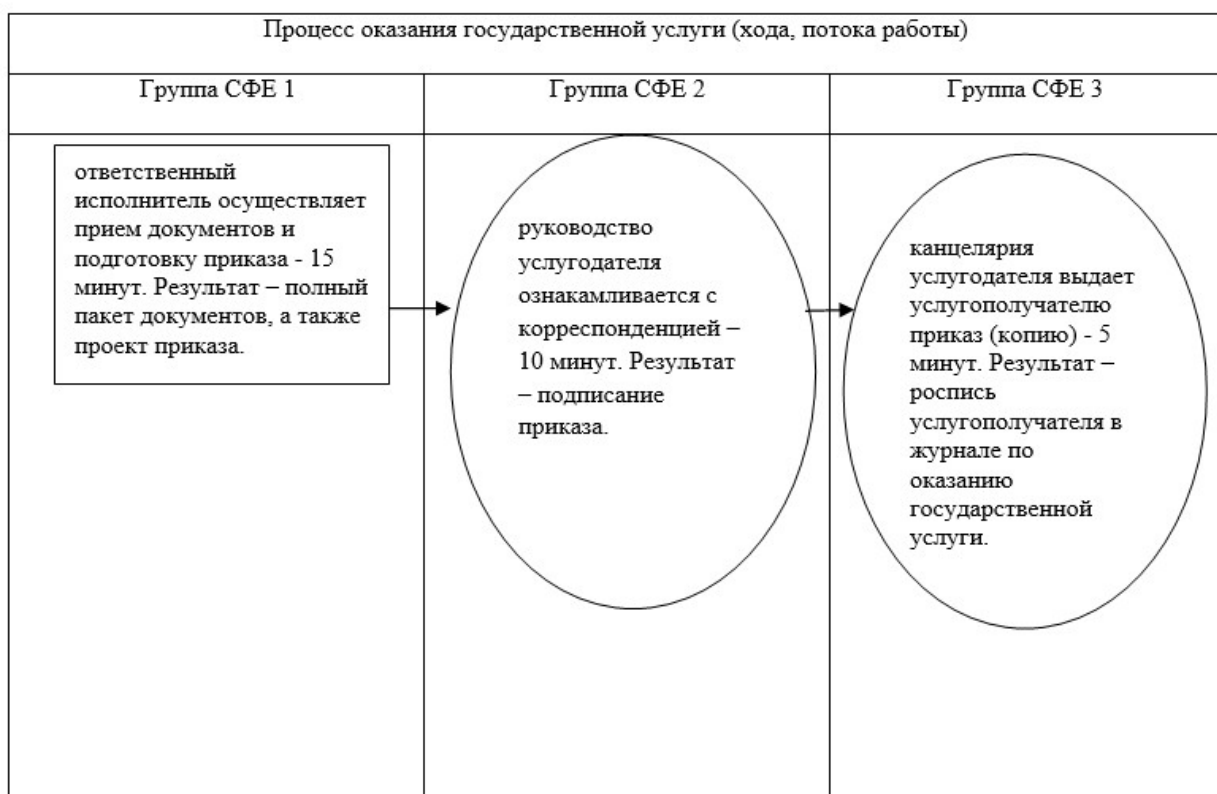 Процесс оказания государственной услуги (хода, потока работы)
Группа СФЕ 1
Группа СФЕ 2
Группа СФЕ 3
ответственный
исполнитель осуществляет
прием документов и
подготовку приказа - 15
минут. Результат – полный
пакет документов, а также
проект приказа.
руководство
услугодателя
ознакамливается с
корреспонденцией –
10 минут. Результат
– подписание
приказа.
канцелярия
услугодателя выдает
услугополучателю
приказ (копию) - 5
минут. Результат –
роспись
услугополучателя в
журнале по
оказанию
государственной
услуги.